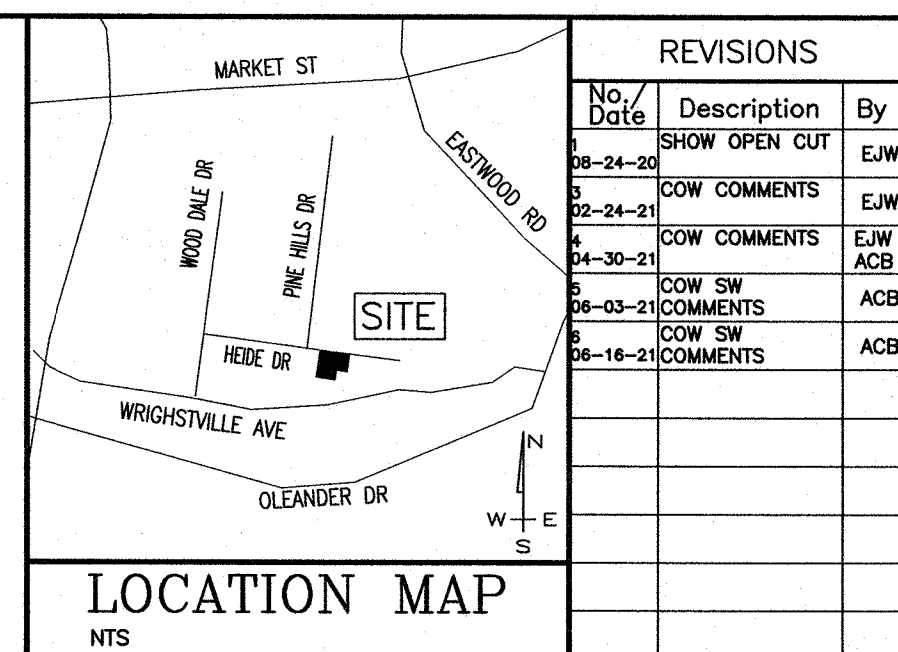 MARKET ST
EASTWOOD RD
WOOD DALE DR
PINE HILLS DR
SITE
HEIDE DR
WRIGHSTVILLE AVE
OLEANDER DR
N
W E
S
LOCATION MAP
NTS
REVISIONS
No./
Date
Description
By
1
08-24-20
SHOW OPEN CUT
EJW
3
02-24-21
COW COMMENTS
EJW
4
04-30-21
COW COMMENTS
EJW
ACB
5
06-03-21
COW SW
COMMENTS
ACB
6
06-16-21
COW SW
COMMENTS
ACB